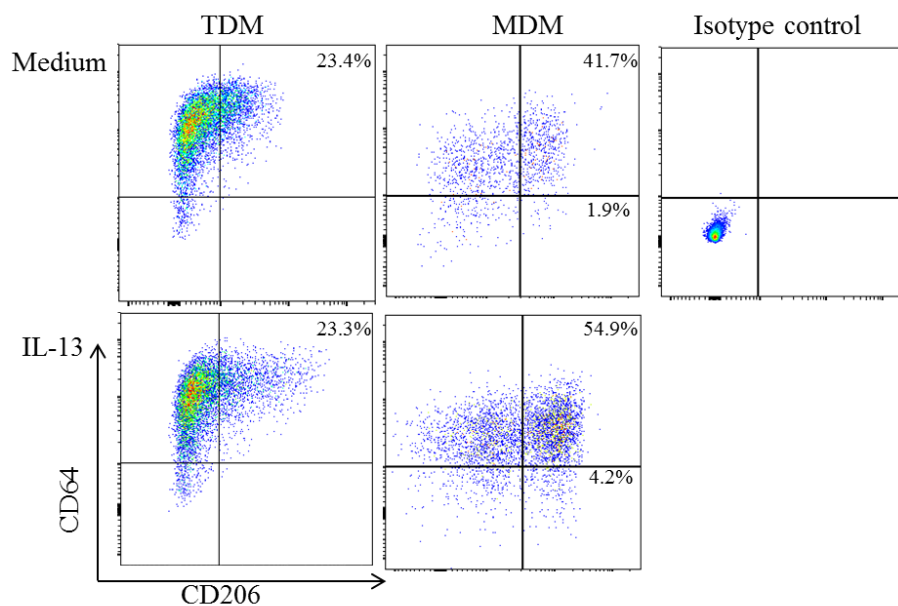 TDM MDM Isotype control
Medium 23.4% 41.7%
1.9%
IL-13 23.3% 54.9%
4.2%
CD64
CD206